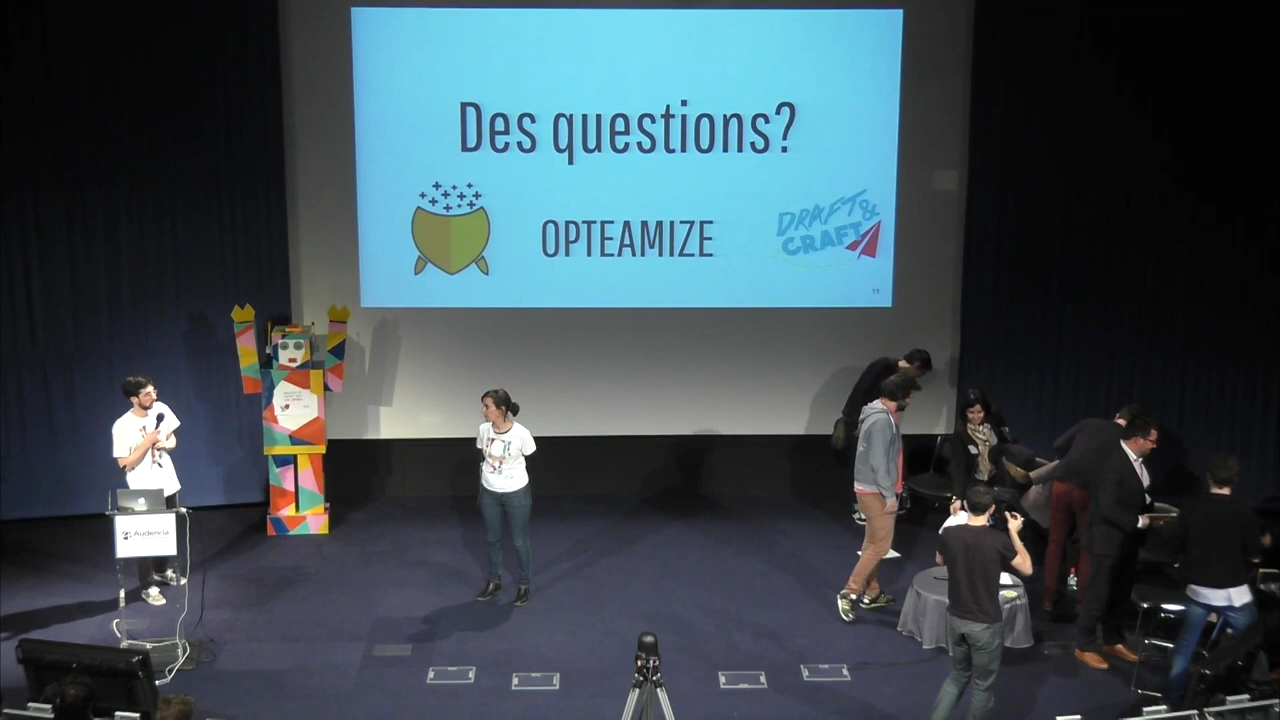 Des questions?
OPTEAMIZE
DRAFT&
CRAFT
11
Audencia